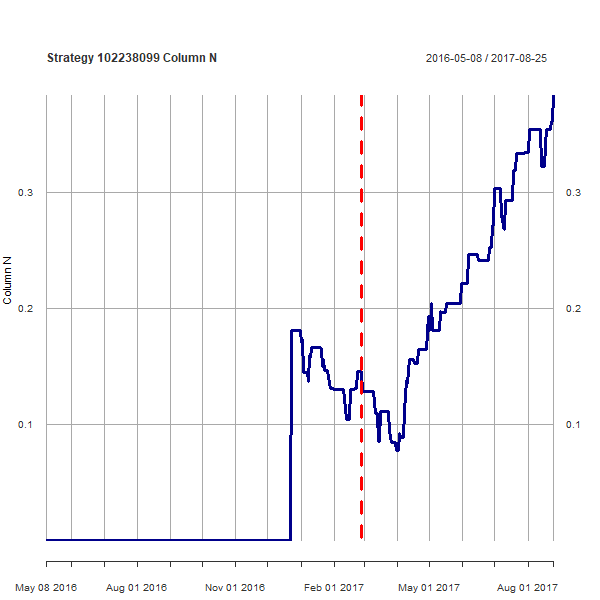 Strategy 102238099 Column N
2016-05-08 / 2017-08-25
Column N
0.3
0.3
0.2
0.2
0.1
0.1
May 08 2016
Aug 01 2016
Nov 01 2016
Feb 01 2017
May 01 2017
Aug 01 2017